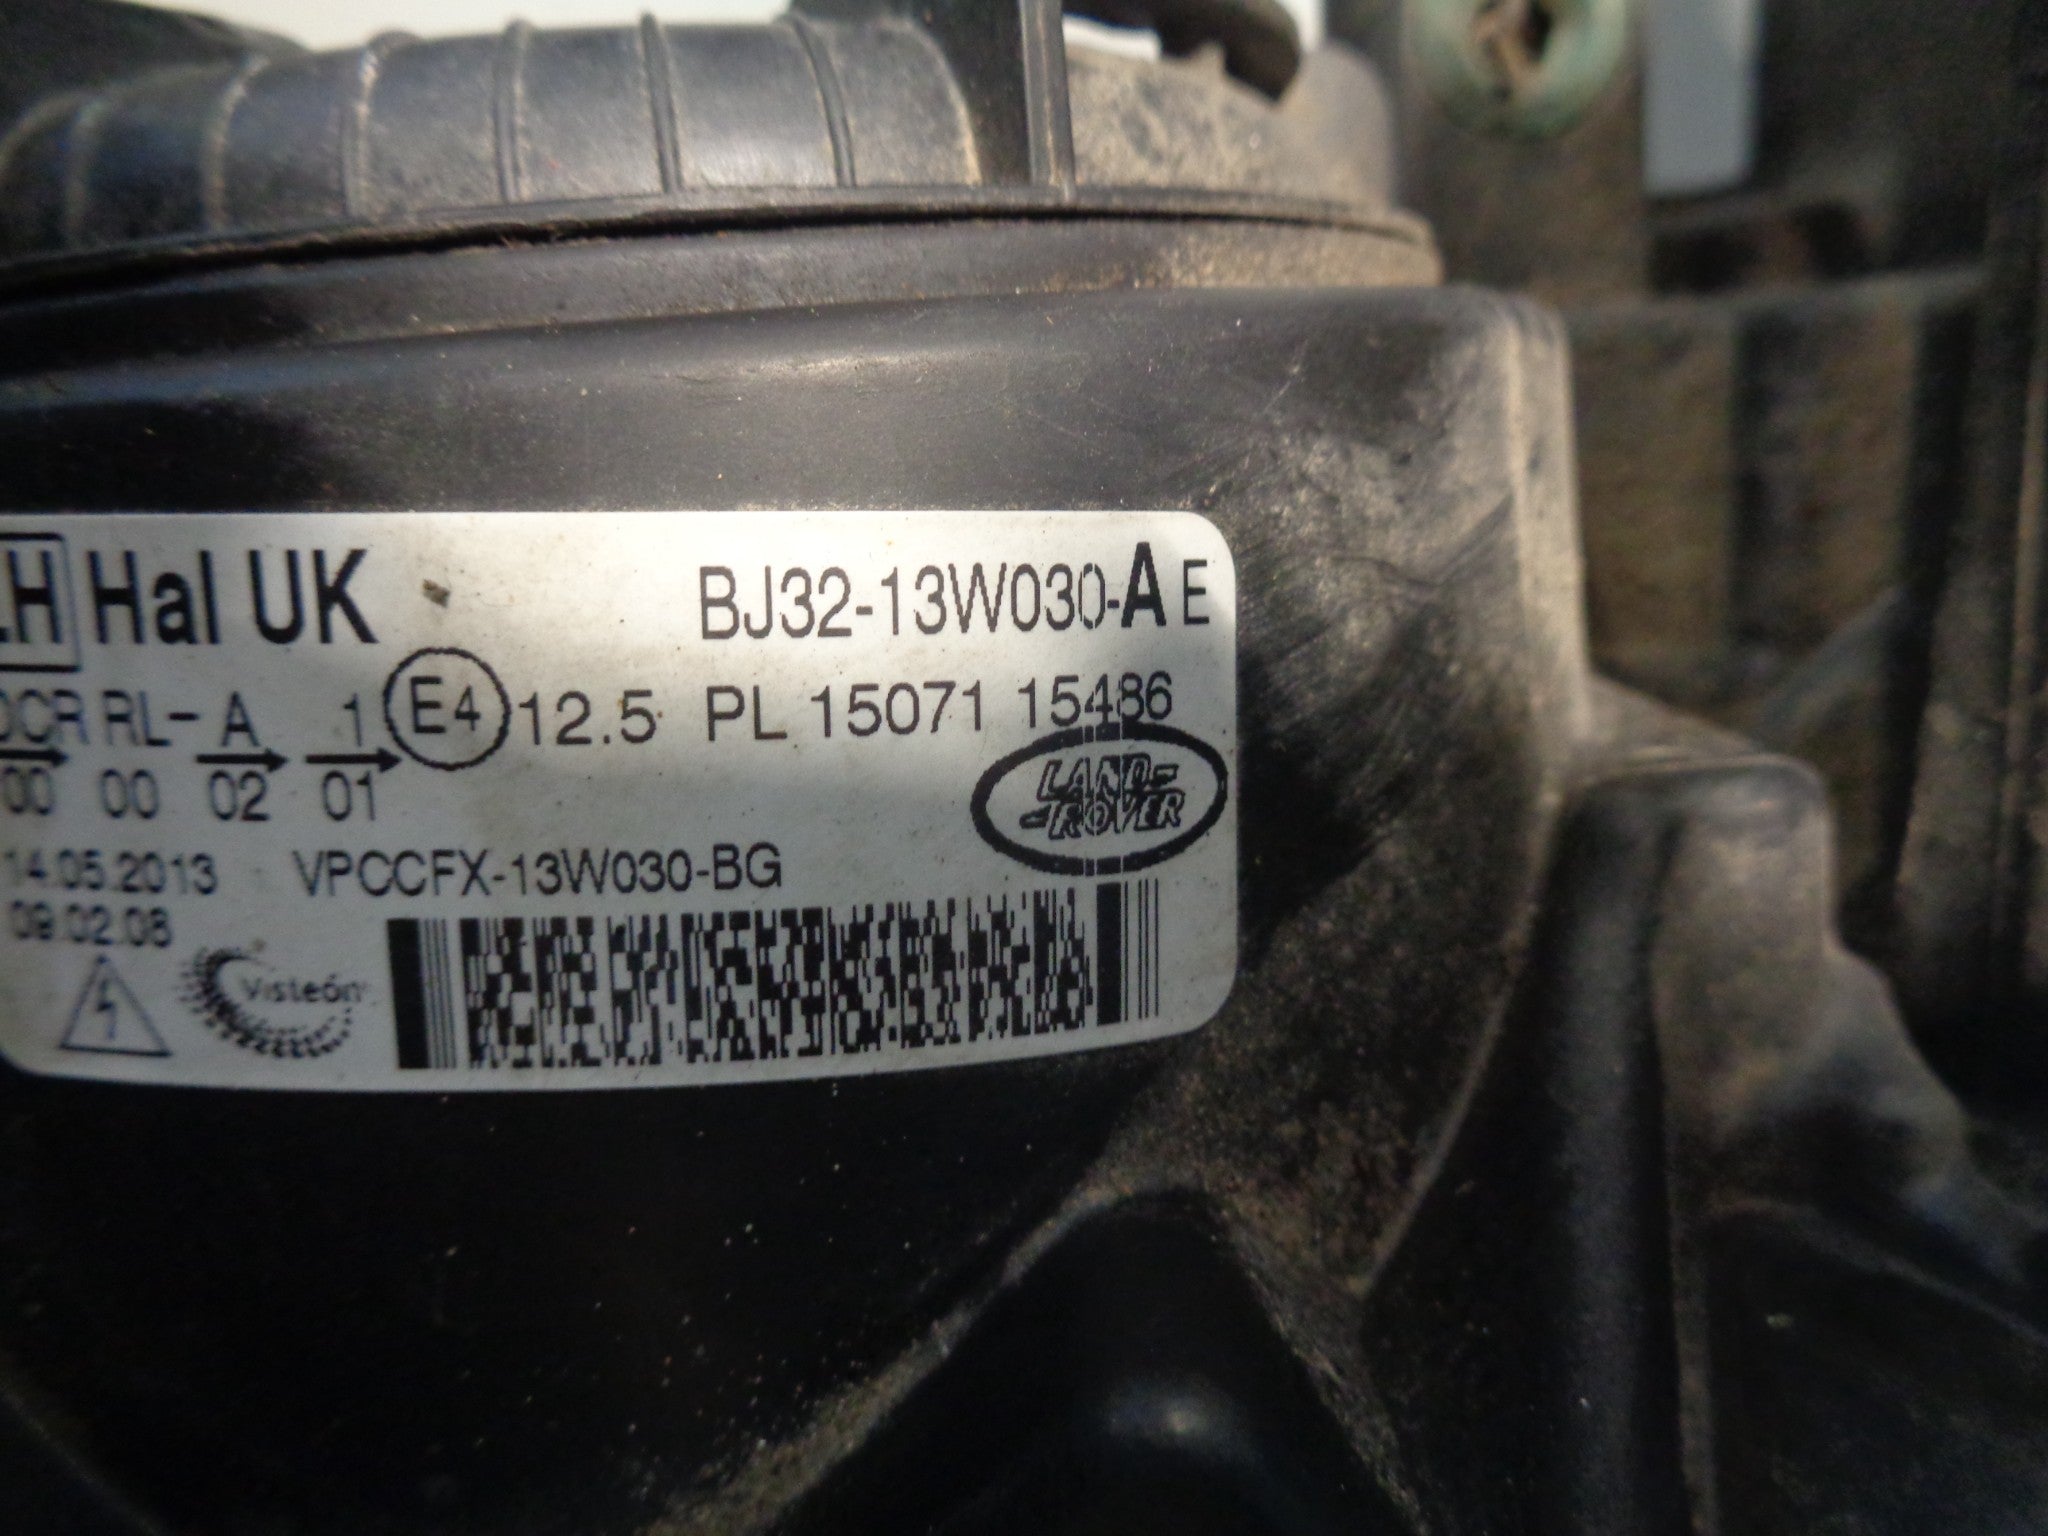 LH Hal UK BJ32-13W030-A E
DCR RL- A 1 E4 12.5 PL 15071 15486
00 00 02 01
LAND-
-ROVER
14.05.2013 VPCCFX-13W030-BG
09.02.08
Visteon